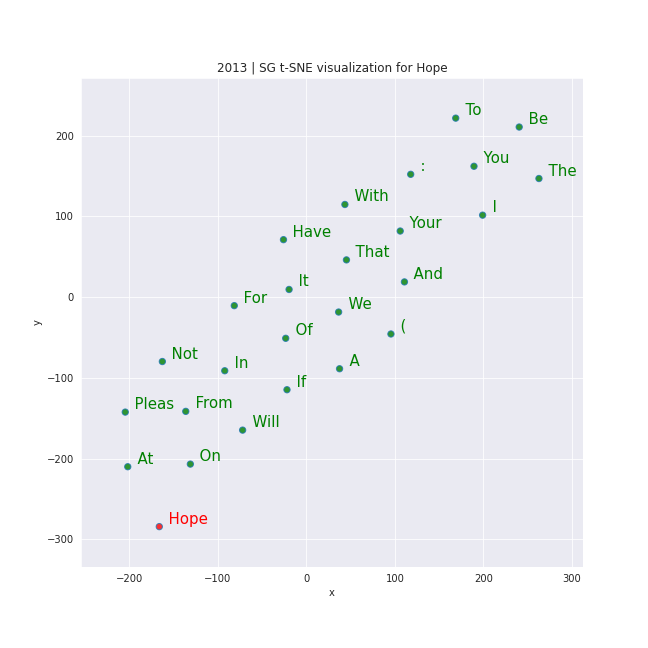 2013 | SG t-SNE visualization for Hope
To
Be
You
:
The
With
I
Your
Have
That
And
It
For
We
(
Of
Not
A
In
If
Pleas
From
Will
At
On
Hope
200
100
0
−100
−200
−300
y
−200
−100
0
100
200
300
x